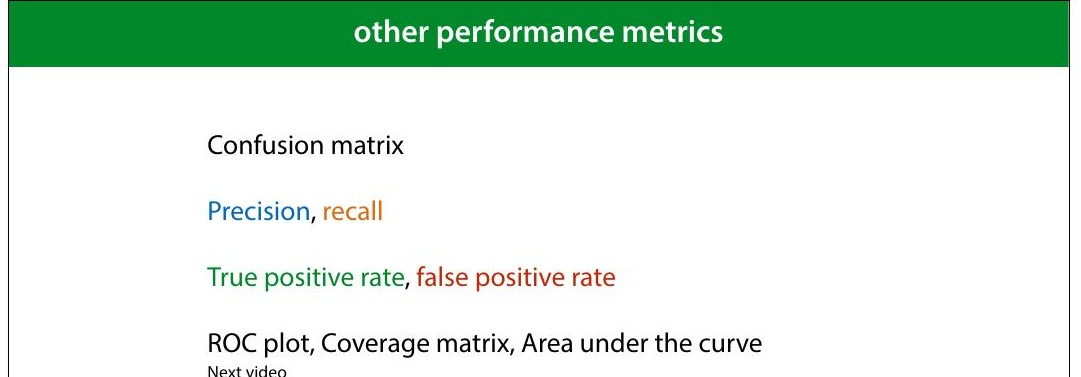 other performance metrics
Confusion matrix
Precision, recall
True positive rate, false positive rate
ROC plot, Coverage matrix, Area under the curve
Next video